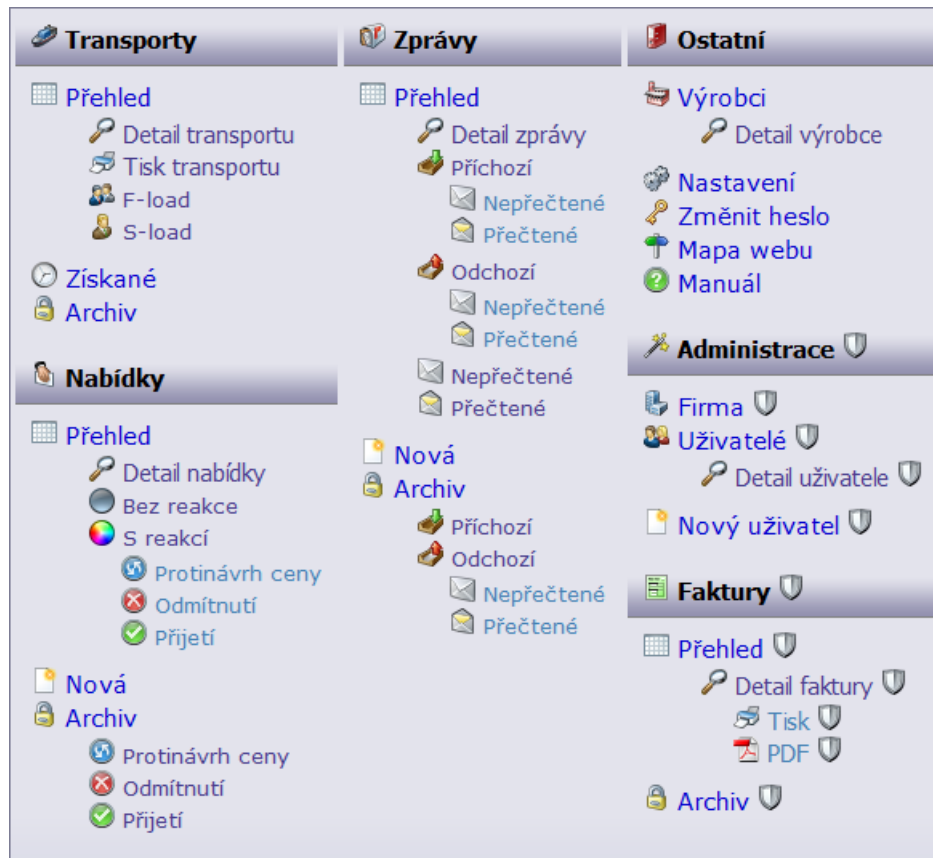 Transporty
Přehled
Detail transportu
Tisk transportu
F-load
S-load
Získané
Archiv
Nabídky
Přehled
Detail nabídky
Bez reakce
S reakcí
Protinávrh ceny
Odmítnutí
Přijetí
Nová
Archiv
Protinávrh ceny
Odmítnutí
Přijetí
Zprávy
Přehled
Detail zprávy
Příchozí
Nepřečtené
Přečtené
Odchozí
Nepřečtené
Přečtené
Nepřečtené
Přečtené
Nová
Archiv
Příchozí
Odchozí
Nepřečtené
Přečtené
Ostatní
Výrobci
Detail výrobce
Nastavení
Změnit heslo
Mapa webu
Manuál
Administrace
Firma
Uživatelé
Detail uživatele
Nový uživatel
Faktury
Přehled
Detail faktury
Tisk
PDF
Archiv